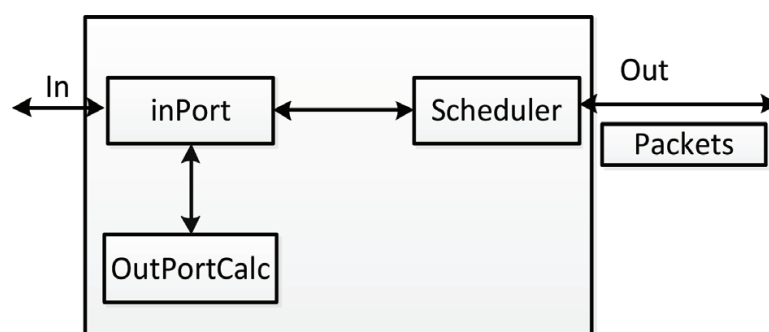 In
inPort
Scheduler
Out
Packets
OutPortCalc